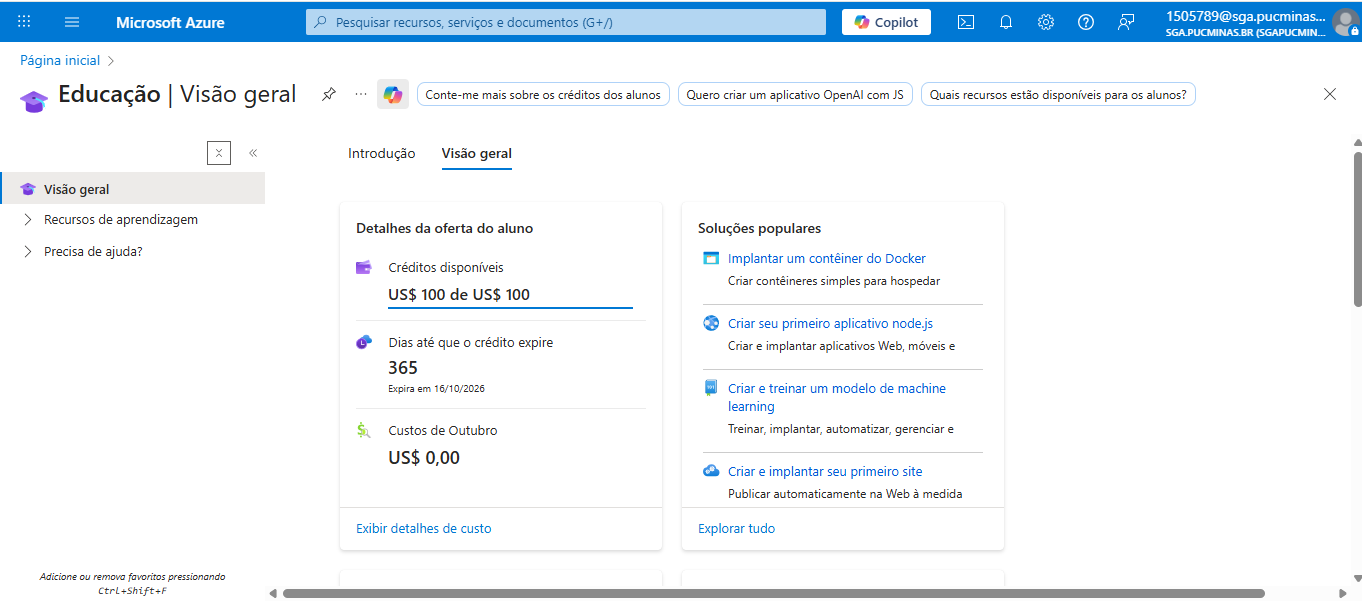 Microsoft Azure
Pesquisar recursos, serviços e documentos (G+/)
Copilot
1505789@sga.pucminas...
SGA.PUCMINAS.BR (SGAPUCMIN...
Página inicial
Educação | Visão geral
...
Conte-me mais sobre os créditos dos alunos
Quero criar um aplicativo OpenAI com JS
Quais recursos estão disponíveis para os alunos?
Visão geral
Recursos de aprendizagem
Precisa de ajuda?
Adicione ou remova favoritos pressionando
Ctrl+Shift+F
Introdução
Visão geral
Detalhes da oferta do aluno
Créditos disponíveis
US$ 100 de US$ 100
Dias até que o crédito expire
365
Expira em 16/10/2026
Custos de Outubro
US$ 0,00
Exibir detalhes de custo
Soluções populares
Implantar um contêiner do Docker
Criar contêineres simples para hospedar
Criar seu primeiro aplicativo node.js
Criar e implantar aplicativos Web, móveis e
Criar e treinar um modelo de machine
learning
Treinar, implantar, automatizar, gerenciar e
Criar e implantar seu primeiro site
Publicar automaticamente na Web à medida
Explorar tudo